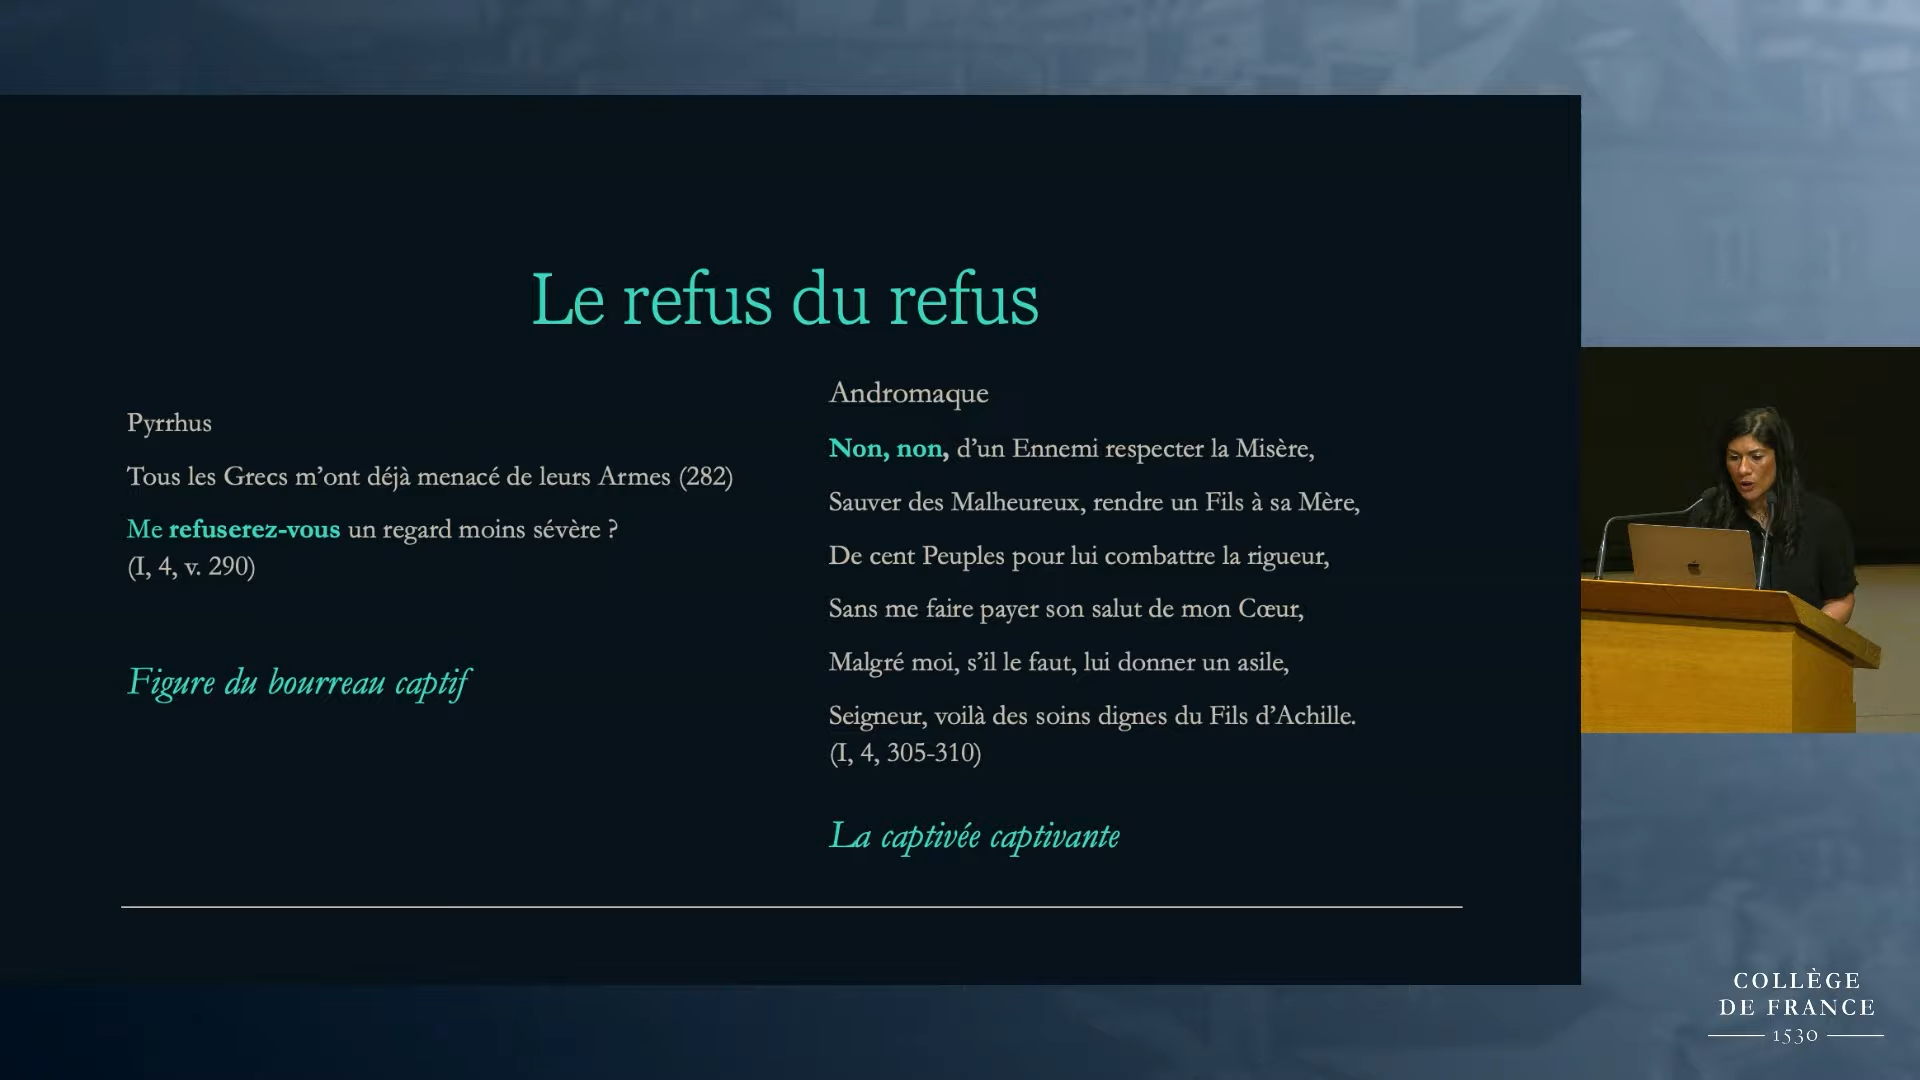 Le refus du refus
Pyrrhus
Tous les Grecs m’ont déjà menacé de leurs Armes (282)
Me refuserez-vous un regard moins sévère ?
(I, 4, v. 290)
Figure du bourreau captif
Andromaque
Non, non, d’un Ennemi respecter la Misère,
Sauver des Malheureux, rendre un Fils à sa Mère,
De cent Peuples pour lui combattre la rigueur,
Sans me faire payer son salut de mon Cœur,
Malgré moi, s’il le faut, lui donner un asile,
Seigneur, voilà des soins dignes du Fils d’Achille.
(I, 4, 305-310)
La captivée captivante
COLLÈGE
DE FRANCE
1530